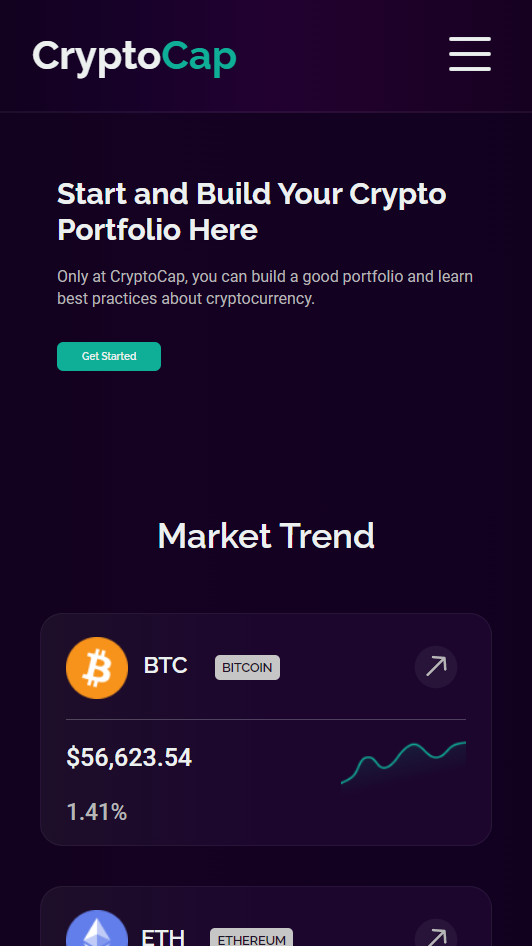 CryptoCap
Start and Build Your Crypto
Portfolio Here
Only at CryptoCap, you can build a good portfolio and learn
best practices about cryptocurrency.
Get Started
Market Trend
BTC BITCOIN
$56,623.54
1.41%
ETH ETHEREUM